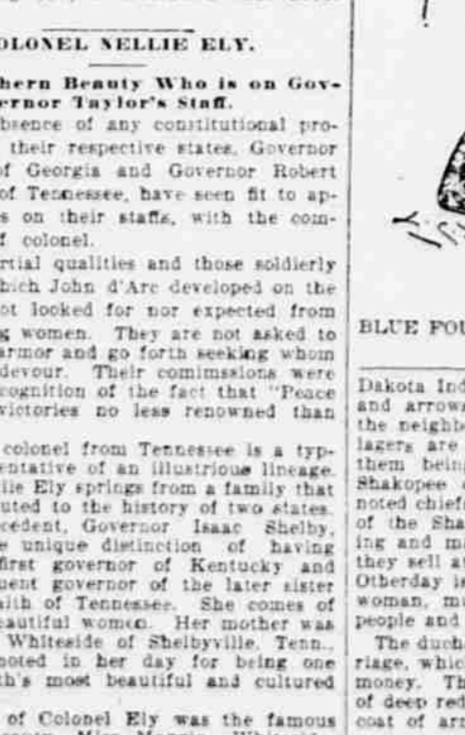 OLONEL NELLIE ELY.
hern Beauty Who is on Gov-
ernor Taylor's Staff.
bsence of any constitutional pro-
their respective states, Governor
of Georgia and Governor Robert
of Tennessee, have seen fit to ap-
s on their staffs, with the com-
f colonel.
rtial qualities and those soldierly
hich John d'Arc developed on the
ot looked for nor expected from
g women. They are not asked to
armor and go forth seeking whom
devour. Their comimssions were
cognition of the fact that "Peace
victories no less renowned than
colonel from Tennessee is a typ-
entative of an illustrious lineage.
lie Ely springs from a family that
uted to the history of two states.
cedent, Governor Isaac Shelby,
e unique distinction of having
first governor of Kentucky and
uent governor of the later sister
alth of Tennessee. She comes of
eautiful women. Her mother was
Whiteside of Shelbyville, Tenn.,
noted in her day for being one
th's most beautiful and cultured
of Colonel Ely was the famous
BLUE FOU
Dakota Ind
and arrows
the neighb
lagers are
them bein
Shakopee
noted chief
of the Sha
ing and m
they sell a
Otherday i
woman, m
people and
The duch
riage, whic
money. Th
of deep red
coat of arm